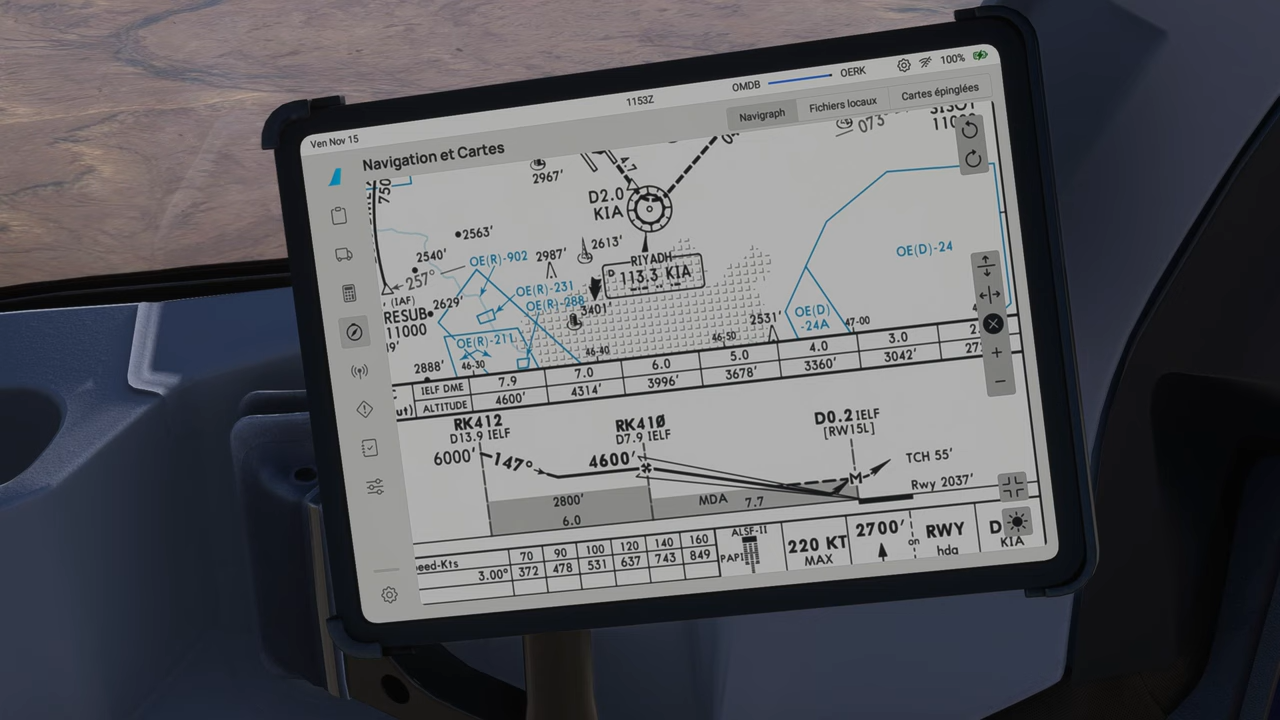 OMDB OERK 100%
Ven Nov 15 1153Z
Navigation et Cartes
Navigraph Fichiers locaux Cartes épinglées
750
2967'
4.7
073°
D2.0
KIA
2563'
2540'
257°
OE(R)-902
2987'
2613'
RIYADH
D 113.3 KIA
OE(R)-231
OE(R)-288
3401'
OE(D)-24
(IAF)
RESUB
11000
2629'
OE(R)-211
2531'
OE(D)
-24A
47-00
46-50
46-40
46-30
2888'
IELF DME 7.9 7.0 6.0 5.0 4.0 3.0
ALTITUDE 4600' 4314' 3996' 3678' 3360' 3042'
RK412
D13.9 IELF
RK410
D7.9 IELF
D0.2 IELF
[RW15L]
6000' 147° 4600'
M
TCH 55'
Rwy 2037'
2800'
6.0
MDA 7.7
eed-Kts 70 90 100 120 140 160
3.00° 372 478 531 637 743 849
ALSF-II
PAPI
220 KT
MAX
2700'
on
RWY
hda
D
KIA